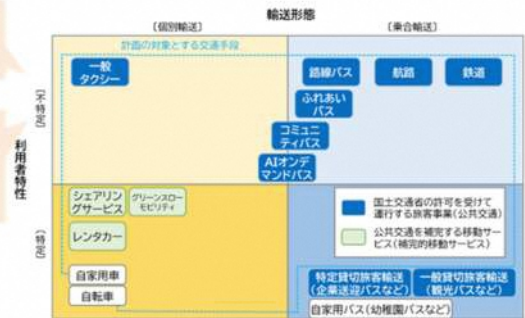 輸送形態
〔個別輸送〕
〔乗合輸送〕
計画の対象とする交通手段
一般
タクシー
路線バス
航路
鉄道
ふれあい
バス
コミュニ
ティバス
AIオンデ
マンドバス
利用者特性
〔不特定〕
〔特定〕
シェアリン
グサービス
グリーンスロー
モビリティ
レンタカー
自家用車
自転車
国土交通省の許可を受けて
運行する旅客事業(公共交通)
公共交通を補完する移動サー
ビス(補完的移動サービス)
特定貸切旅客輸送
(企業送迎バスなど)
一般貸切旅客輸送
(観光バスなど)
自家用バス(幼稚園バスなど)